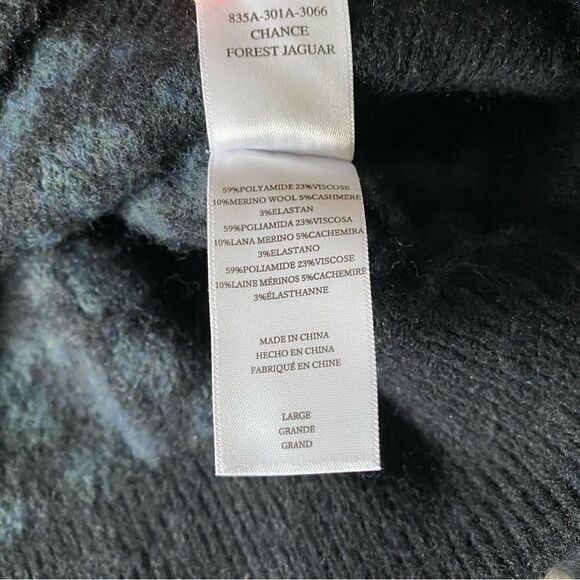 835A-301A-3066
CHANCE
FOREST JAGUAR
59%POLYAMIDE 23%VISCOSE
10%MERINO WOOL 5%CASHMERE
3%ELASTAN
59%POLIAMIDA 23%VISCOSA
10%LANA MERINO 5%CACHEMIRA
3%ELASTANO
59%POLIAMIDE 23%VISCOSE
10%LAINE MÉRINOS 5%CACHEMIRE
3%ÉLASTHANNE
MADE IN CHINA
HECHO EN CHINA
FABRIQUÉ EN CHINE
LARGE
GRANDE
GRAND